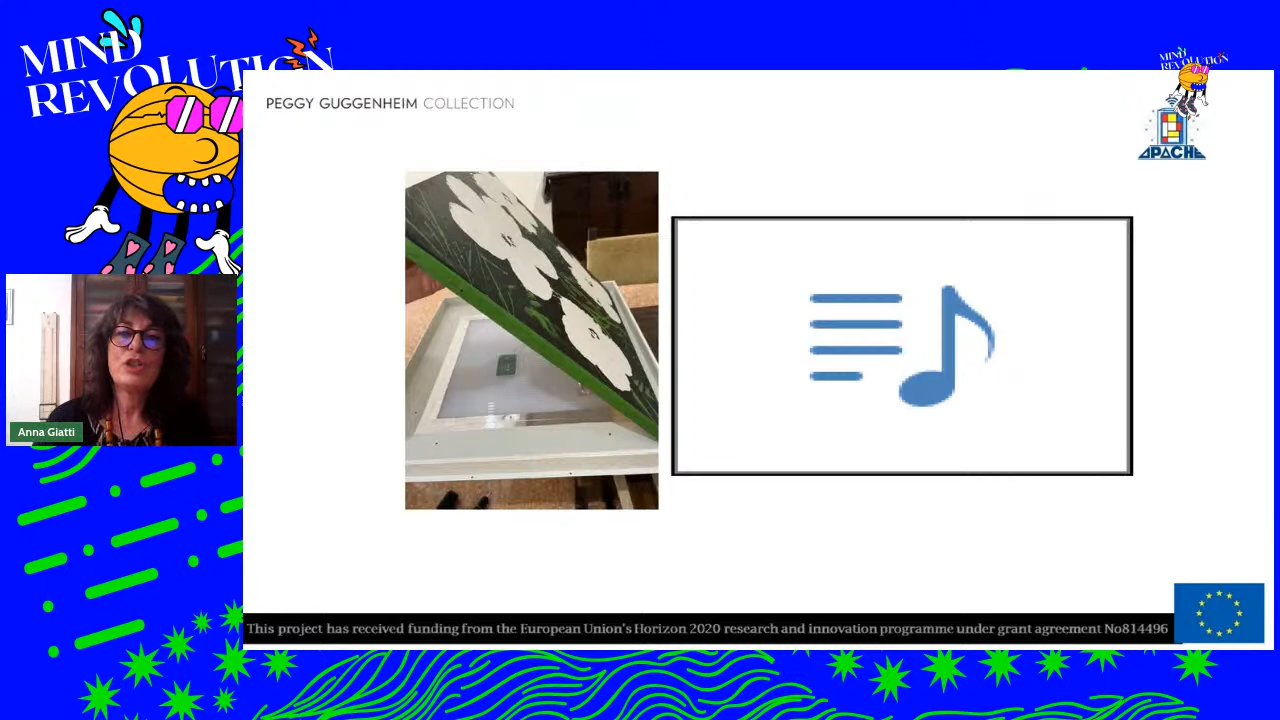 MIND
REVOLUTION
PEGGY GUGGENHEIM COLLECTION
MIND
REVOLUTION
APACHE
Anna Giatti
This project has received funding from the European Union's Horizon 2020 research and innovation programme under grant agreement No814496